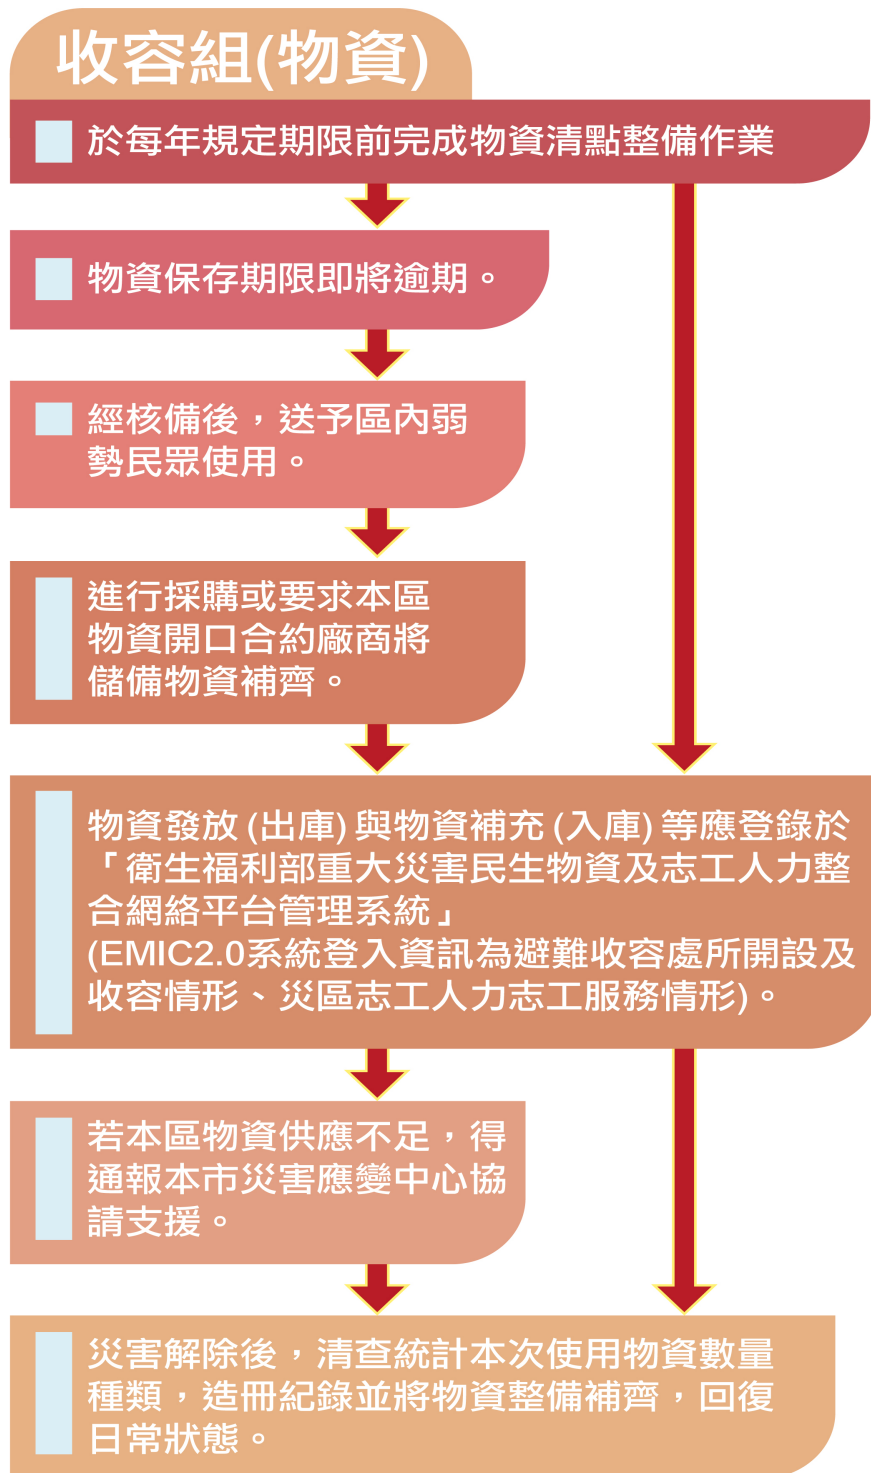 收容組(物資)
於每年規定期限前完成物資清點整備作業
物資保存期限即將逾期。
經核備後，送予區內弱
勢民眾使用。
進行採購或要求本區
物資開口合約廠商將
儲備物資補齊。
物資發放(出庫)與物資補充(入庫)等應登錄於
「衛生福利部重大災害民生物資及志工人力整
合網絡平台管理系統」
(EMIC2.0系統登入資訊為避難收容處所開設及
收容情形、災區志工人力志工服務情形)。
若本區物資供應不足，得
通報本市災害應變中心協
請支援。
災害解除後，清查統計本次使用物資數量
種類，造冊紀錄並將物資整備補齊，回復
日常狀態。